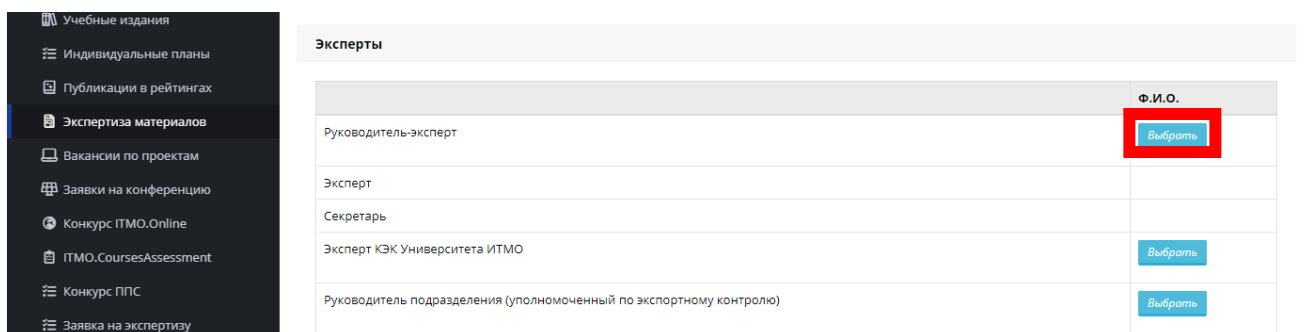 Учебные издания
Индивидуальные планы
Публикации в рейтингах
Экспертиза материалов
Вакансии по проектам
Заявки на конференцию
Конкурс ITMO.Online
ITMO.CoursesAssessment
Конкурс ППС
Заявка на экспертизу
Эксперты
Ф.И.О.
Руководитель-эксперт Выбрать
Эксперт
Секретарь
Эксперт КЭК Университета ИТМО Выбрать
Руководитель подразделения (уполномоченный по экспортному контролю) Выбрать